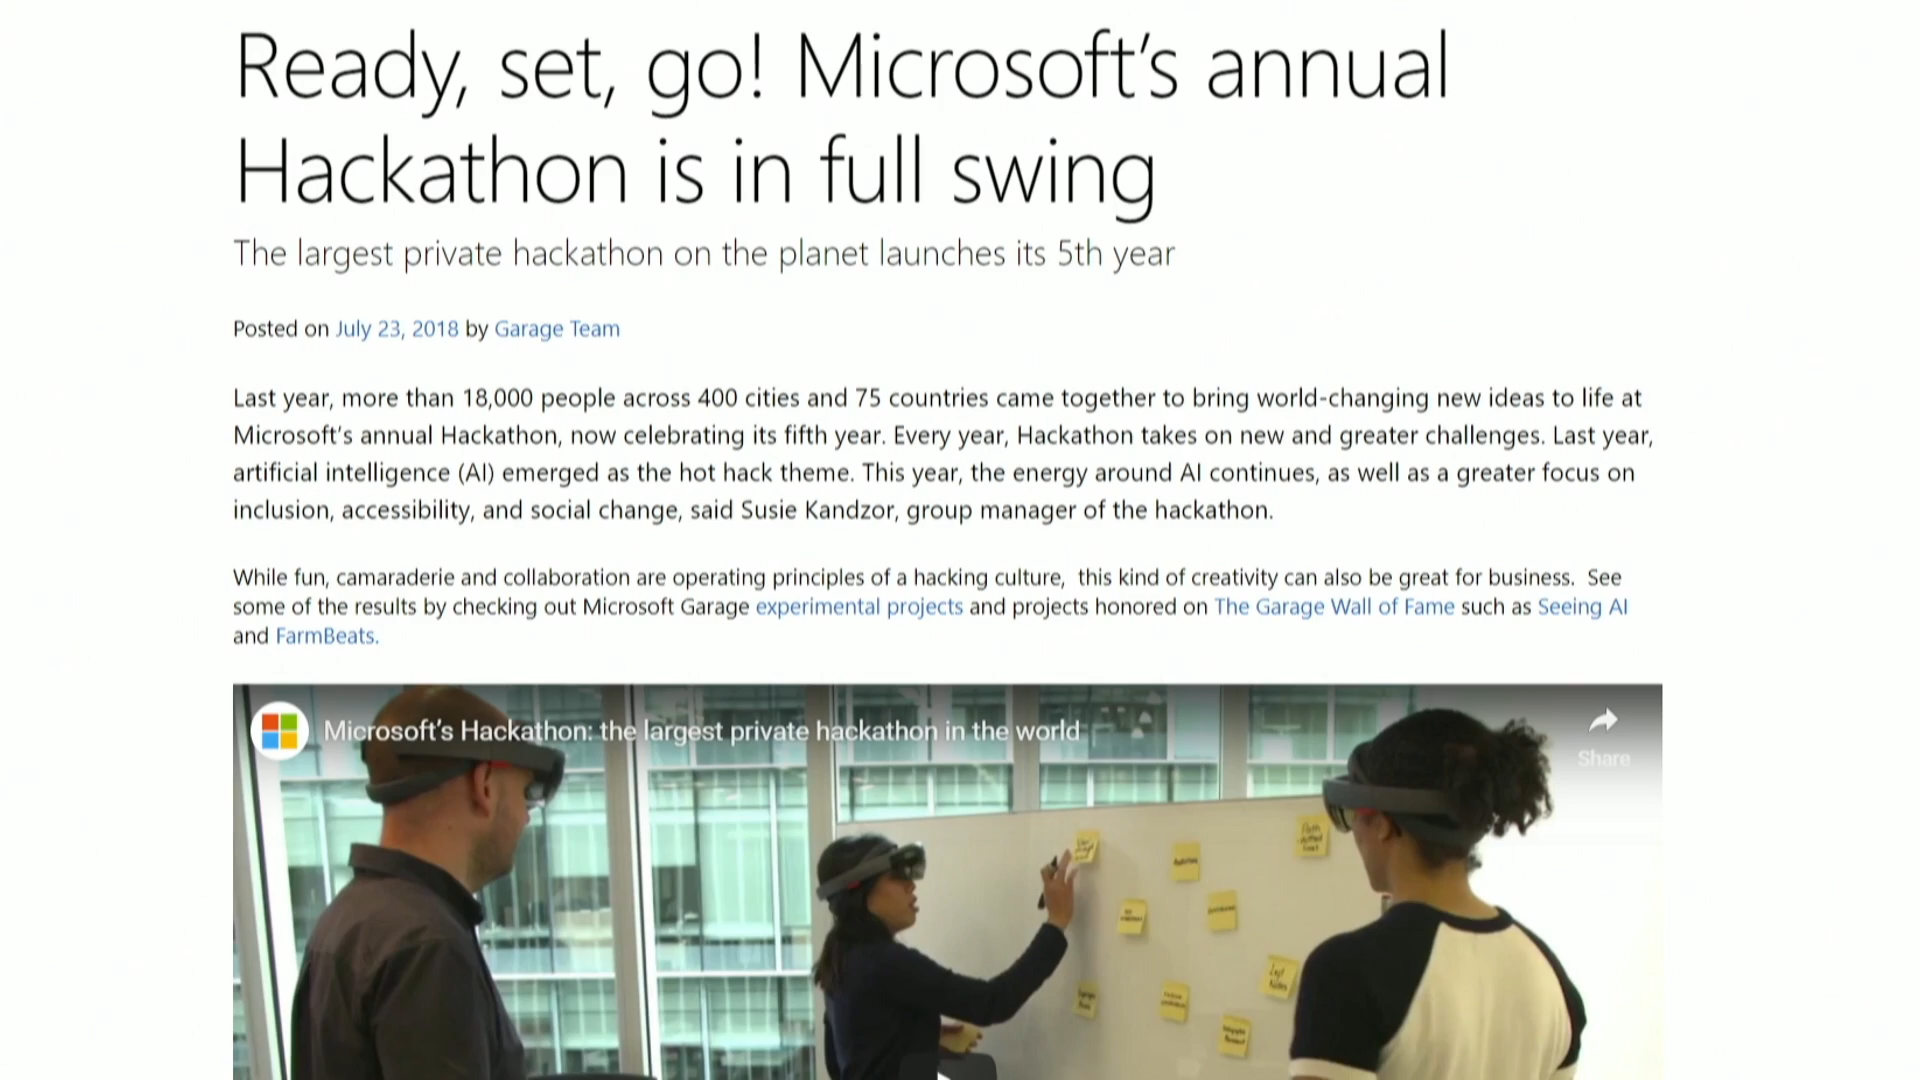 Ready, set, go! Microsoft's annual
Hackathon is in full swing
The largest private hackathon on the planet launches its 5th year
Posted on July 23, 2018 by Garage Team
Last year, more than 18,000 people across 400 cities and 75 countries came together to bring world-changing new ideas to life at
Microsoft's annual Hackathon, now celebrating its fifth year. Every year, Hackathon takes on new and greater challenges. Last year,
artificial intelligence (AI) emerged as the hot hack theme. This year, the energy around AI continues, as well as a greater focus on
inclusion, accessibility, and social change, said Susie Kandzor, group manager of the hackathon.
While fun, camaraderie and collaboration are operating principles of a hacking culture,  this kind of creativity can also be great for business.  See
some of the results by checking out Microsoft Garage experimental projects and projects honored on The Garage Wall of Fame such as Seeing AI
and FarmBeats.
Microsoft's Hackathon: the largest private hackathon in the world
Share